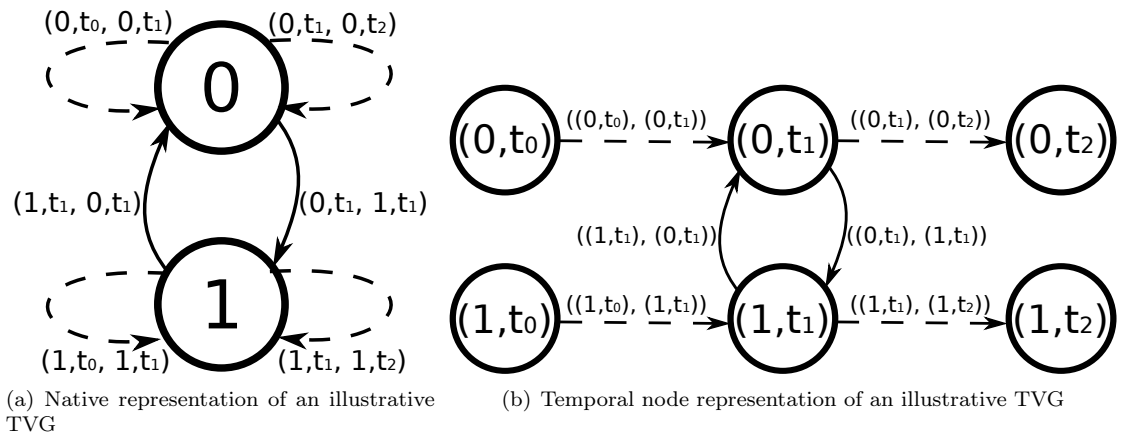 (0,t₀, 0,t₁)
(0,t₁, 0,t₂)
0
(1,t₁, 0,t₁)
(0,t₁, 1,t₁)
1
(1,t₀, 1,t₁)
(1,t₁, 1,t₂)
(a) Native representation of an illustrative
TVG
(0,t₀)
((0,t₀), (0,t₁))
(0,t₁)
((0,t₁), (0,t₂))
(0,t₂)
((1,t₁), (0,t₁))
((0,t₁), (1,t₁))
(1,t₀)
((1,t₀), (1,t₁))
(1,t₁)
((1,t₁), (1,t₂))
(1,t₂)
(b) Temporal node representation of an illustrative TVG